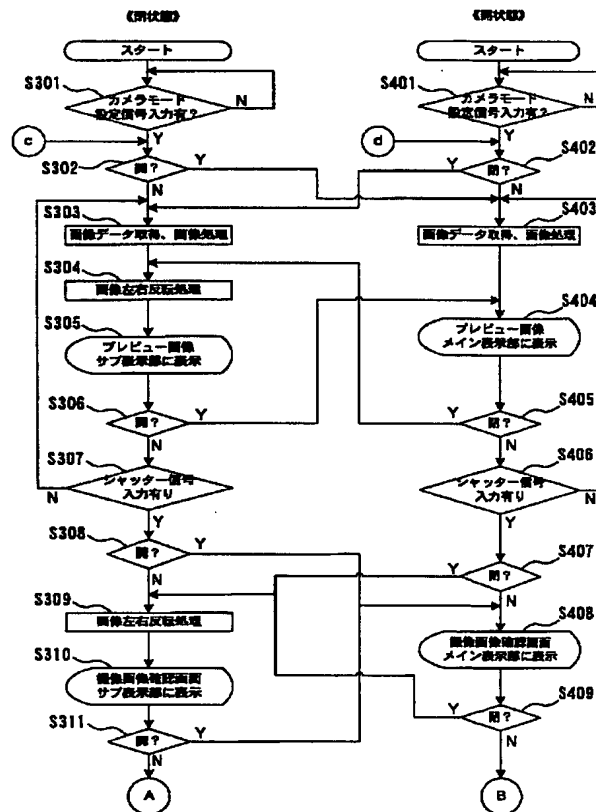 《閉状態》
スタート
S301
カメラモード
設定信号入力有?
N
Y
c
S302
開?
Y
N
S303
画像データ取得、画像処理
S304
画像左右反転処理
S305
プレビュー画像
サブ表示部に表示
S306
開?
Y
N
S307
シャッター信号
入力有り
N
Y
S308
開?
Y
N
S309
画像左右反転処理
S310
撮像画像確認画面
サブ表示部に表示
S311
開?
Y
N
A
《開状態》
スタート
S401
カメラモード
設定信号入力有?
N
Y
d
S402
閉?
Y
N
S403
画像データ取得、画像処理
S404
プレビュー画像
メイン表示部に表示
S405
閉?
Y
N
S406
シャッター信号
入力有り
N
Y
S407
閉?
Y
N
S408
撮像画像確認画面
メイン表示部に表示
S409
閉?
Y
N
B